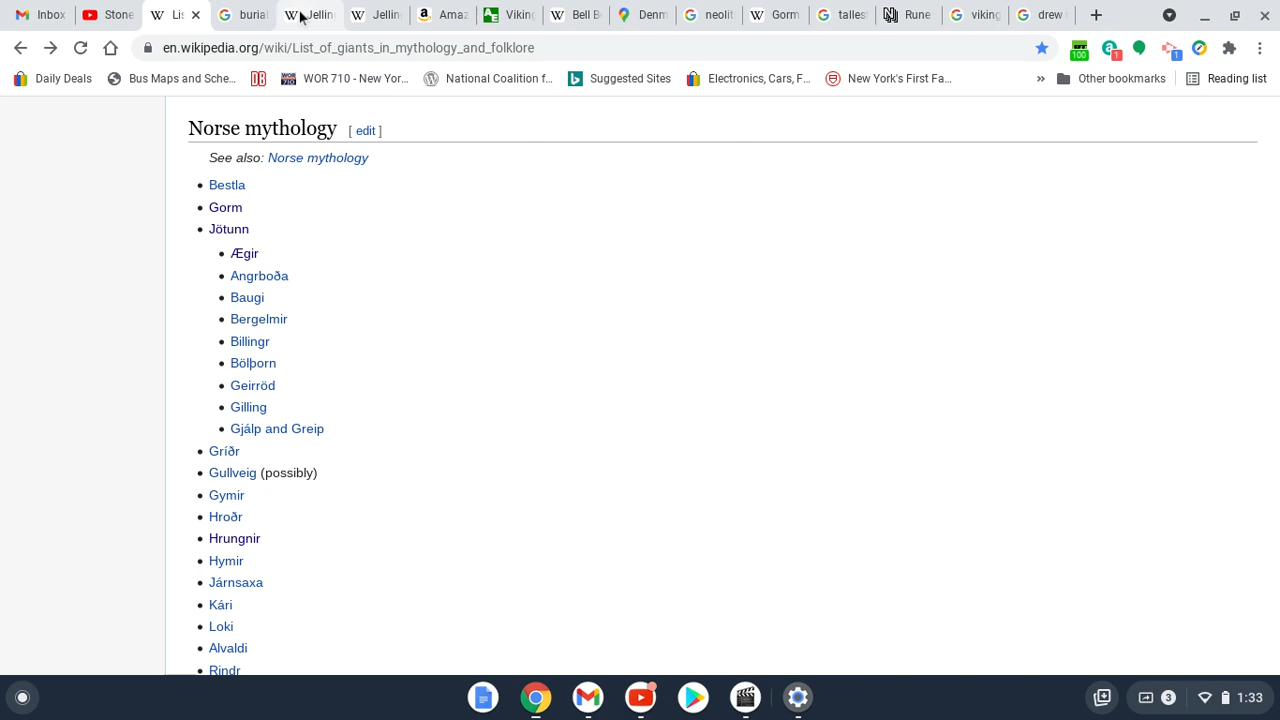 Inbox
Stone
Lis
burial
Jellin
Jellin
Amaz
Viking
Bell B
Denm
neolit
Gorm
talles
Rune
viking
drew
en.wikipedia.org/wiki/List_of_giants_in_mythology_and_folklore
100
1
1
Daily Deals
Bus Maps and Sche...
DB
WOR 710 - New Yor...
National Coalition f...
Suggested Sites
Electronics, Cars, F...
New York's First Fa...
»
Other bookmarks
Reading list
Norse mythology [ edit ]
See also: Norse mythology
Bestla
Gorm
Jötunn
Ægir
Angrboða
Baugi
Bergelmir
Billingr
Bölþorn
Geirröd
Gilling
Gjálp and Greip
Gríðr
Gullveig (possibly)
Gymir
Hroðr
Hrungnir
Hymir
Járnsaxa
Kári
Loki
Alvaldi
Rindr
3
1:33